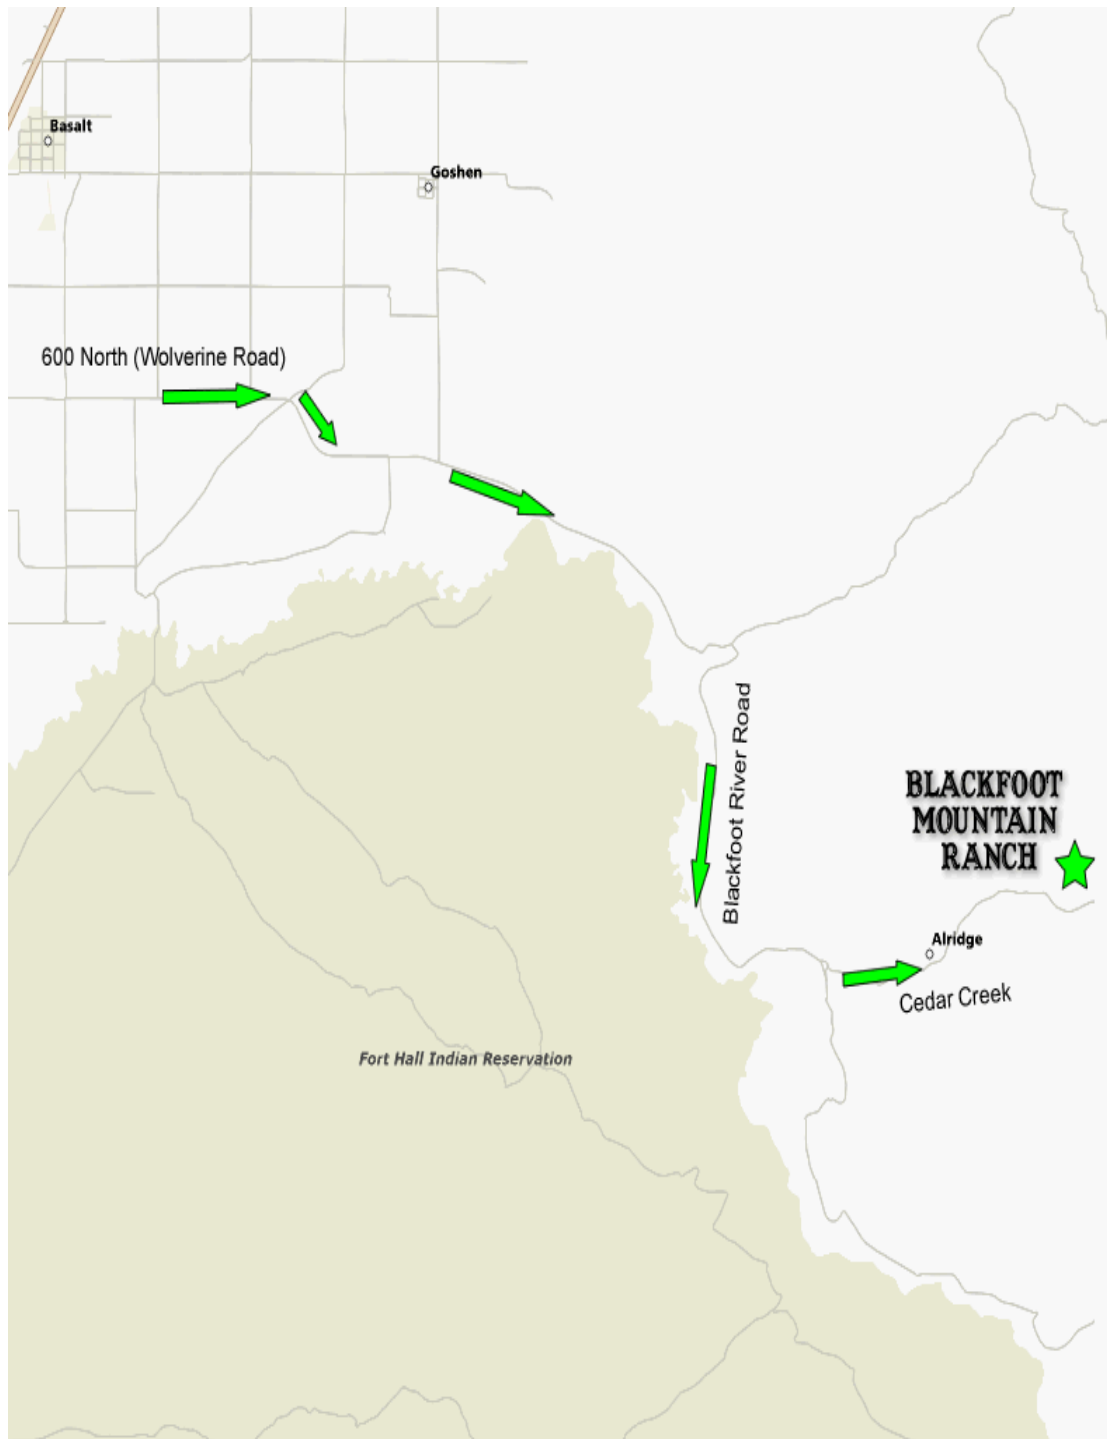 Basalt
Goshen
600 North (Wolverine Road)
Blackfoot River Road
BLACKFOOT
MOUNTAIN
RANCH
Alridge
Cedar Creek
Fort Hall Indian Reservation